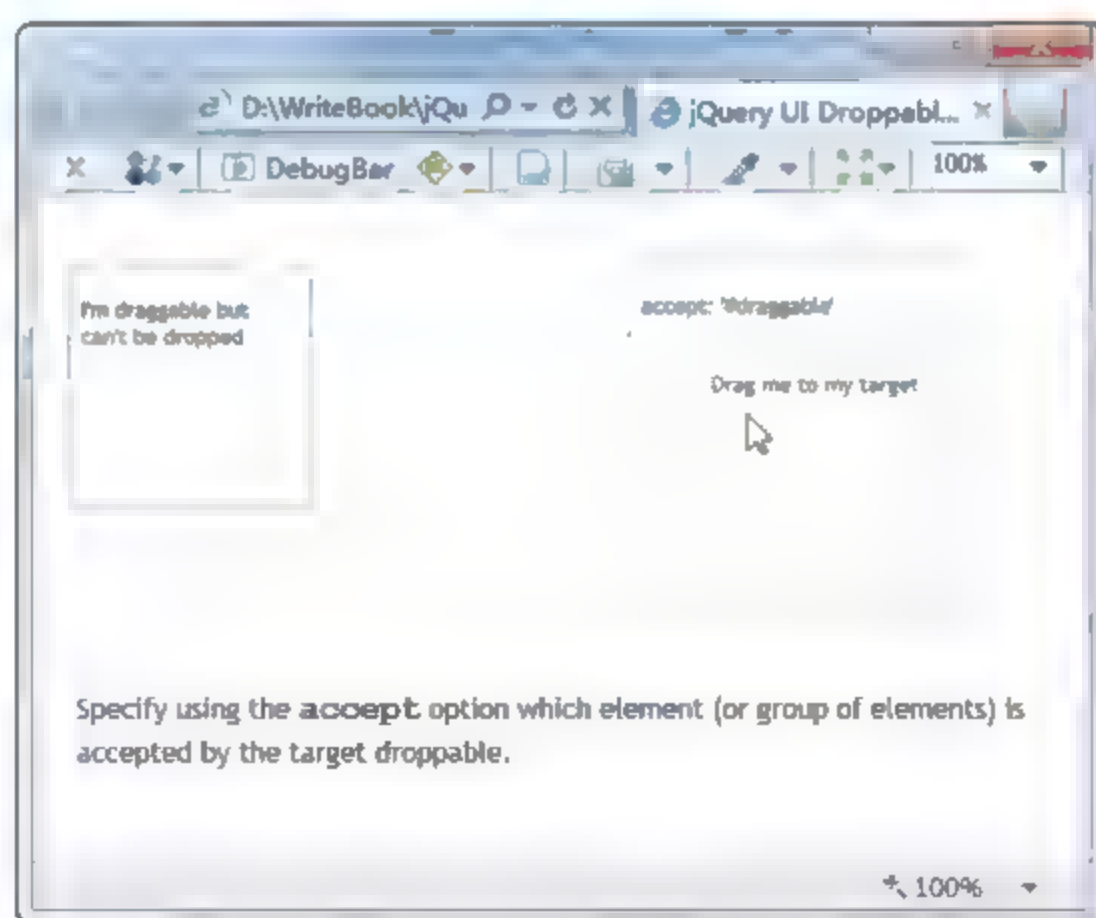 D:\WriteBook\jQu
jQuery UI Droppabl...
DebugBar
100%
I'm draggable but
can't be dropped
accept: '#draggable'
Drag me to my target
Specify using the accept option which element (or group of elements) is
accepted by the target droppable.
100%